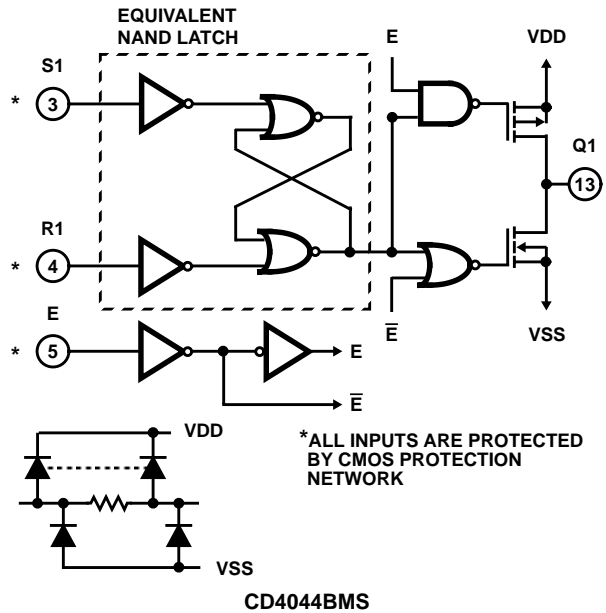 EQUIVALENT
NAND LATCH
E
VDD
S1
* 3
Q1
13
R1
* 4
E̅
VSS
E
* 5
E
E̅
VDD
*ALL INPUTS ARE PROTECTED
BY CMOS PROTECTION
NETWORK
VSS
CD4044BMS